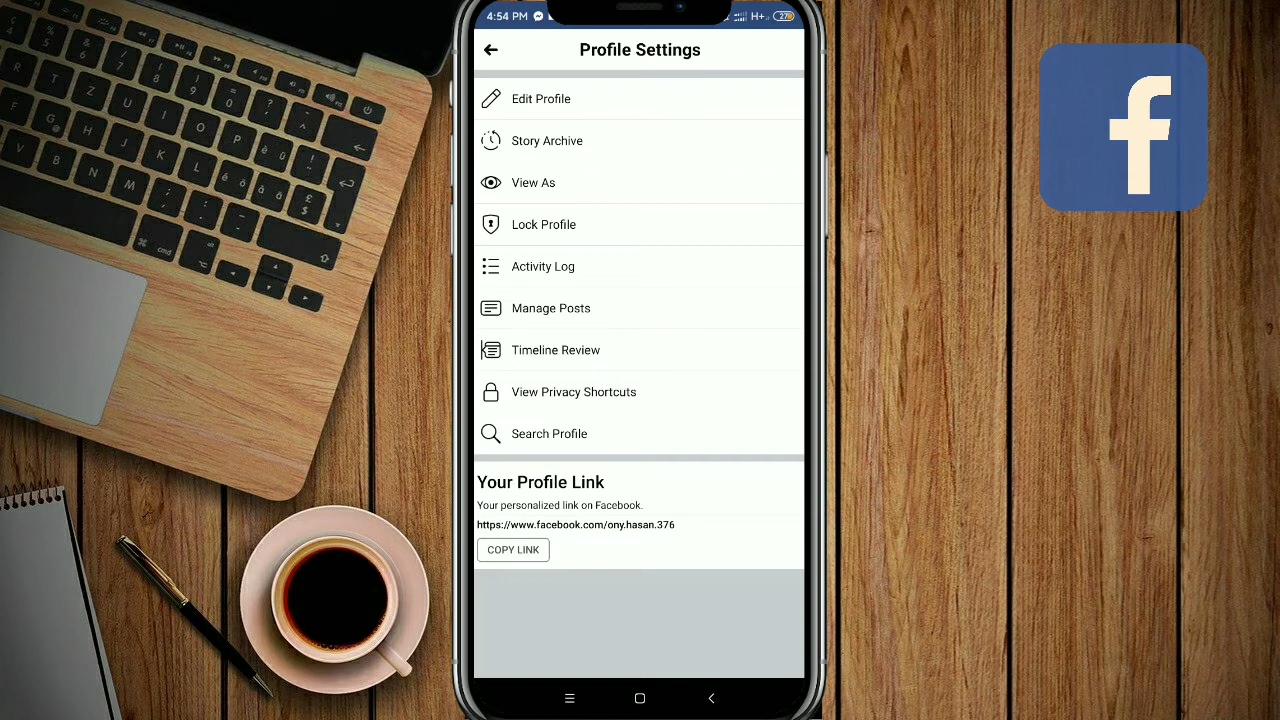 4:54 PM
H+
27
Profile Settings
Edit Profile
Story Archive
View As
Lock Profile
Activity Log
Manage Posts
Timeline Review
View Privacy Shortcuts
Search Profile
Your Profile Link
Your personalized link on Facebook.
https://www.facebook.com/ony.hasan.376
COPY LINK
f
cmd